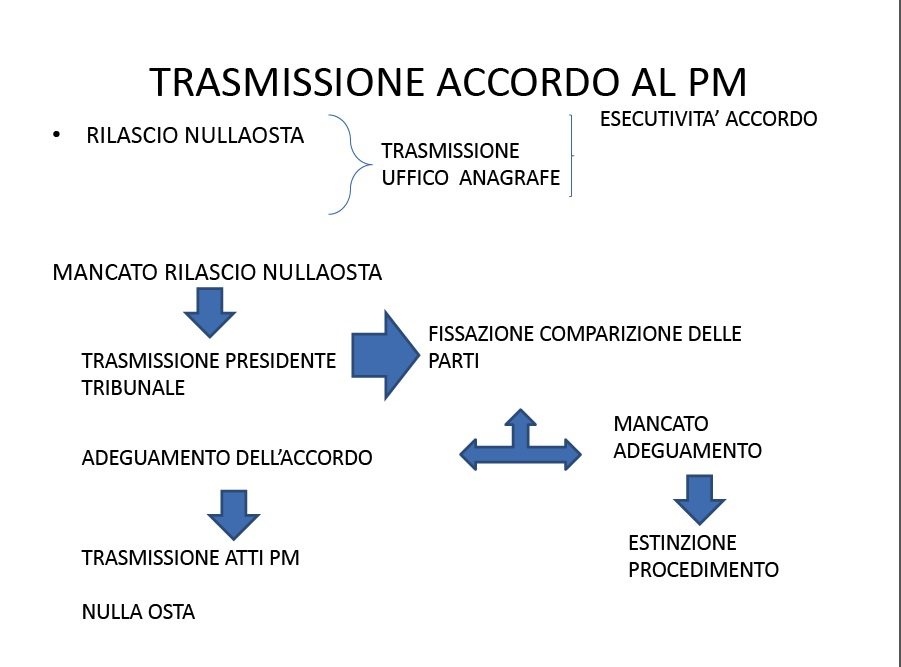 TRASMISSIONE ACCORDO AL PM
• RILASCIO NULLAOSTA
TRASMISSIONE
UFFICO ANAGRAFE
ESECUTIVITA’ ACCORDO
MANCATO RILASCIO NULLAOSTA
TRASMISSIONE PRESIDENTE
TRIBUNALE
FISSAZIONE COMPARIZIONE DELLE
PARTI
ADEGUAMENTO DELL’ACCORDO
MANCATO
ADEGUAMENTO
TRASMISSIONE ATTI PM
NULLA OSTA
ESTINZIONE
PROCEDIMENTO